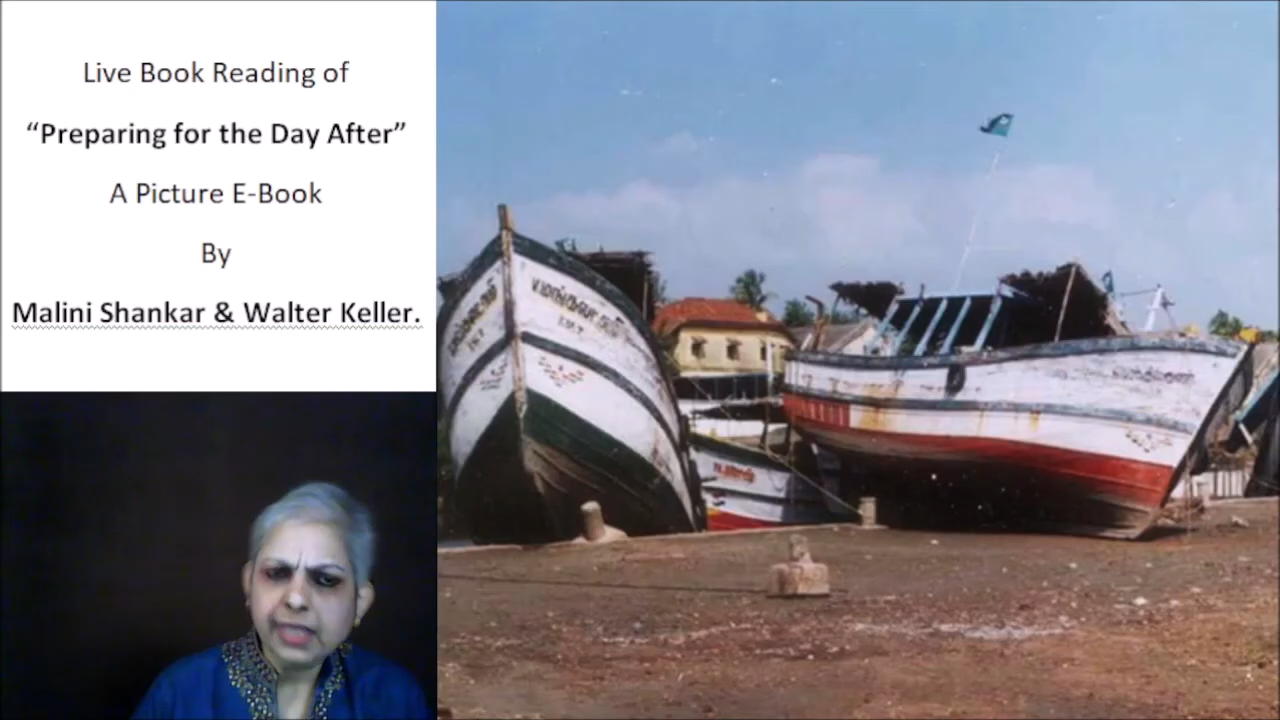 Live Book Reading of
“Preparing for the Day After”
A Picture E-Book
By
Malini Shankar & Walter Keller.